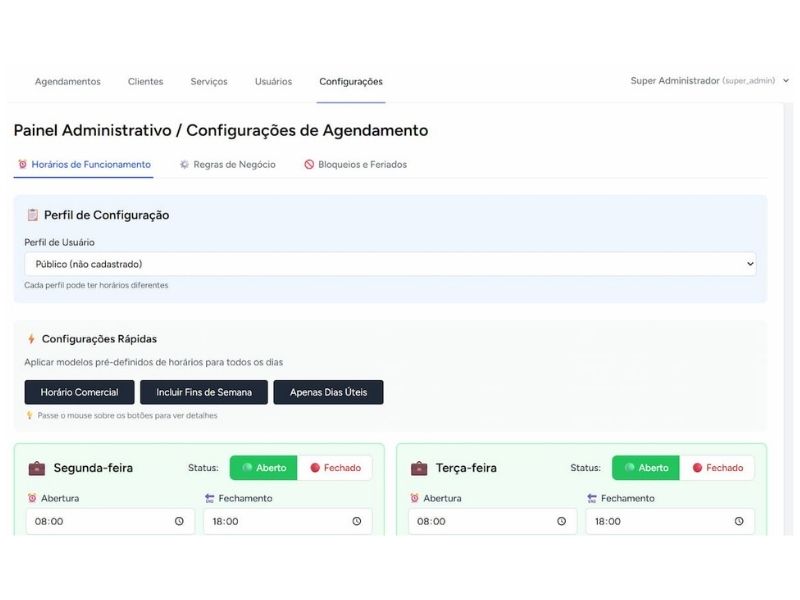 Agendamentos Clientes Serviços Usuários Configurações Super Administrador (super_admin)
Painel Administrativo / Configurações de Agendamento
Horários de Funcionamento Regras de Negócio Bloqueios e Feriados
Perfil de Configuração
Perfil de Usuário
Público (não cadastrado)
Cada perfil pode ter horários diferentes
Configurações Rápidas
Aplicar modelos pré-definidos de horários para todos os dias
Horário Comercial Incluir Fins de Semana Apenas Dias Úteis
Passe o mouse sobre os botões para ver detalhes
Segunda-feira Status: Aberto Fechado Terça-feira Status: Aberto Fechado
Abertura Fechamento Abertura Fechamento
08:00 18:00 08:00 18:00